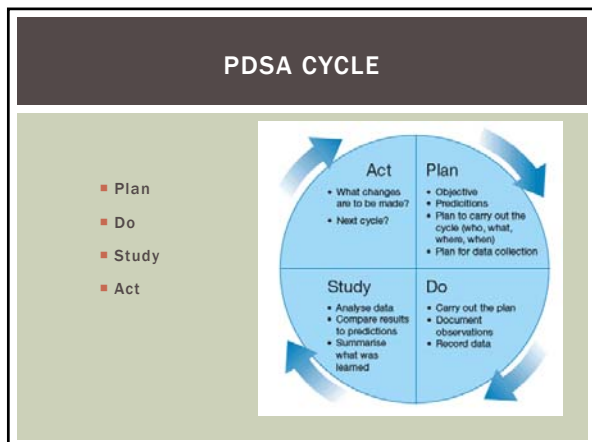 PDSA CYCLE
Plan
Do
Study
Act
Act
• What changes
are to be made?
• Next cycle?
Plan
• Objective
• Predicitions
• Plan to carry out the
cycle (who, what,
where, when)
• Plan for data collection
Study
• Analyse data
• Compare results
to predictions
• Summarise
what was
learned
Do
• Carry out the plan
• Document
observations
• Record data